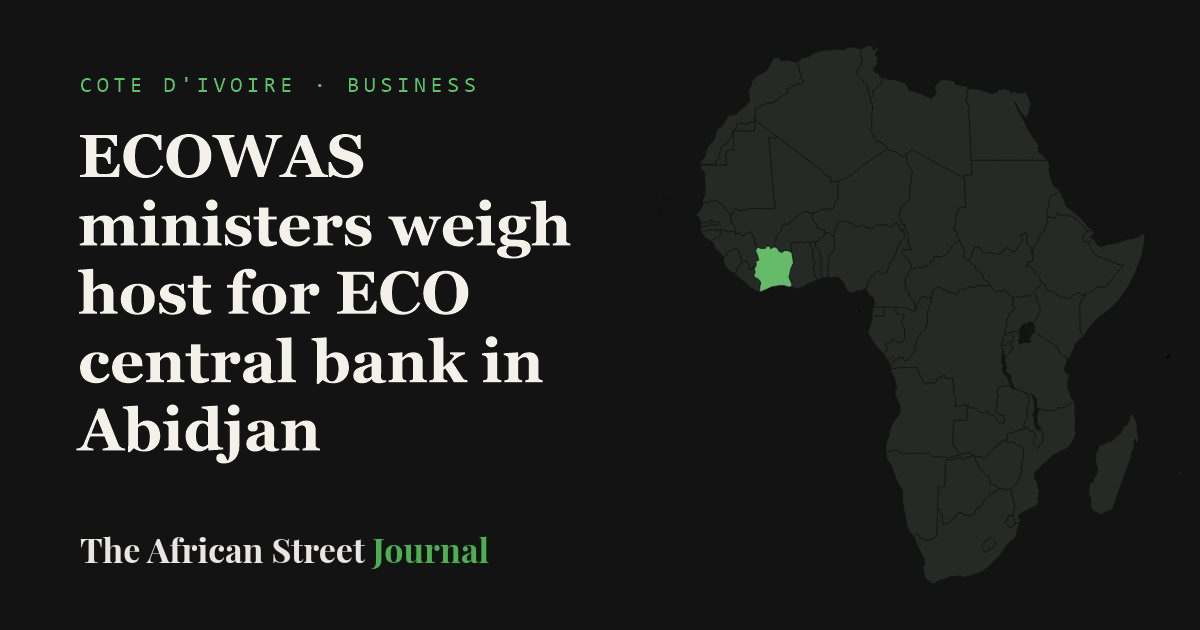 COTE D'IVOIRE · BUSINESS
ECOWAS
ministers weigh
host for ECO
central bank in
Abidjan
The African Street Journal